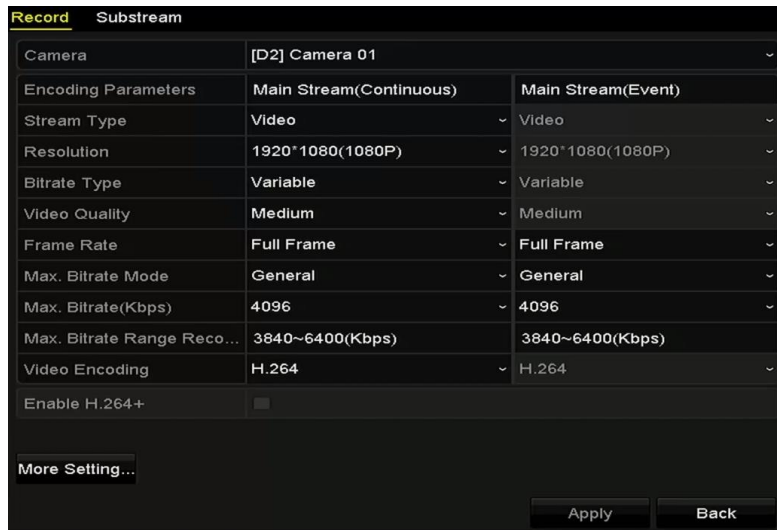 Record Substream
Camera [D2] Camera 01
Encoding Parameters Main Stream(Continuous) Main Stream(Event)
Stream Type Video Video
Resolution 1920*1080(1080P) 1920*1080(1080P)
Bitrate Type Variable Variable
Video Quality Medium Medium
Frame Rate Full Frame Full Frame
Max. Bitrate Mode General General
Max. Bitrate(Kbps) 4096 4096
Max. Bitrate Range Reco... 3840~6400(Kbps) 3840~6400(Kbps)
Video Encoding H.264 H.264
Enable H.264+
More Setting...
Apply Back